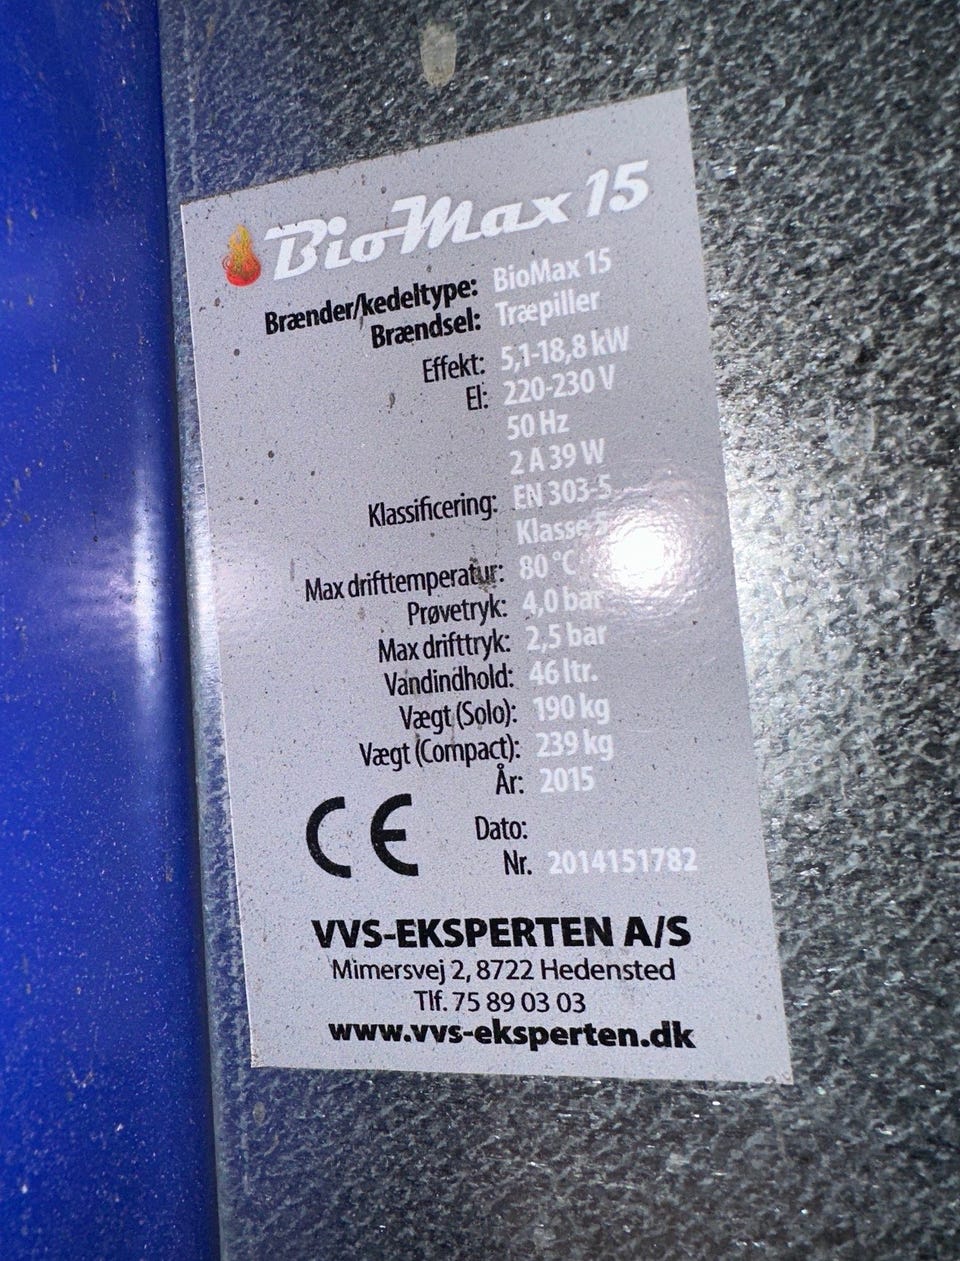 BioMax 15
Brænder/kedeltype: BioMax 15
Brændsel: Træpiller
Effekt: 5,1-18,8 kW
El: 220-230 V
50 Hz
2 A 39 W
Klassificering: EN 303-5
Klasse 5
Max drifttemperatur: 80 °C
Prøvetryk: 4,0 bar
Max drifttryk: 2,5 bar
Vandindhold: 46 ltr.
Vægt (Solo): 190 kg
Vægt (Compact): 239 kg
År: 2015
CE Dato:
Nr. 2014151782
VVS-EKSPERTEN A/S
Mimersvej 2, 8722 Hedensted
Tlf. 75 89 03 03
www.vvs-eksperten.dk